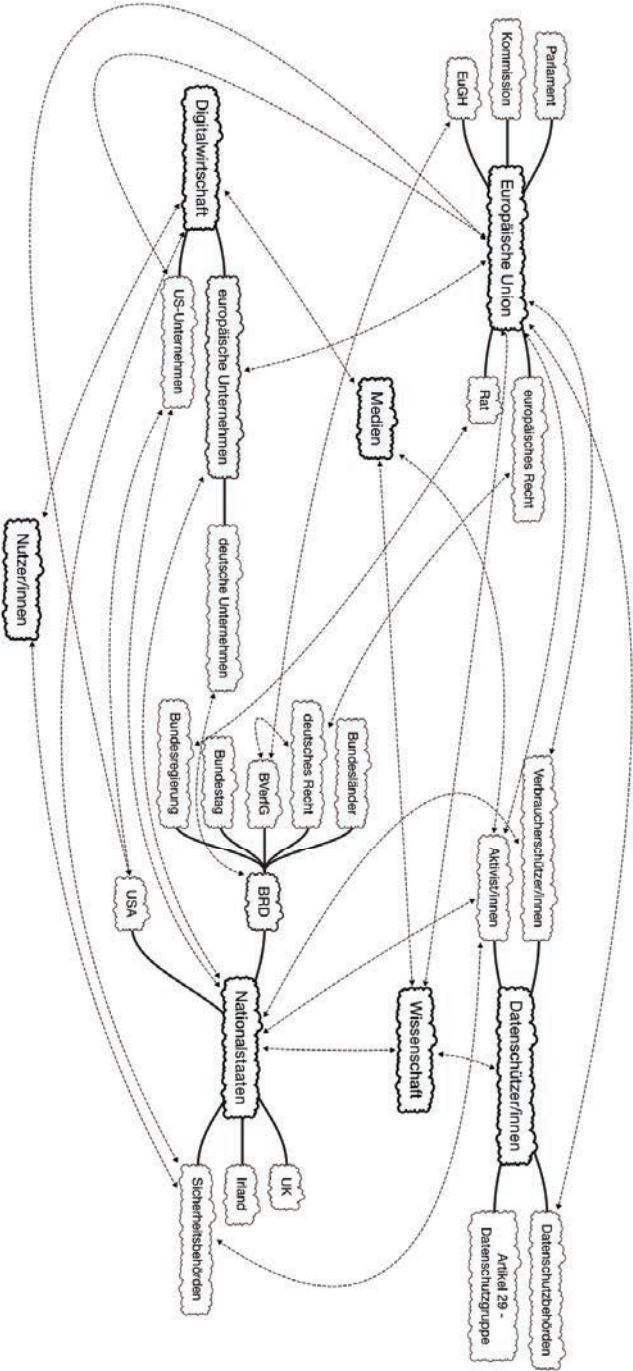 Parlament
Kommission
EuGH
Europäische Union
europäisches Recht
Rat
Verbraucherschützer/innen
Aktivist/innen
Datenschützer/innen
Datenschutzbehörden
Artikel 29 -
Datenschutzgruppe
Medien
Wissenschaft
Digitalwirtschaft
europäische Unternehmen
US-Unternehmen
deutsche Unternehmen
Bundesländer
deutsches Recht
BVerfG
Bundestag
Bundesregierung
BRD
USA
Nationalstaaten
UK
Irland
Sicherheitsbehörden
Nutzer/innen